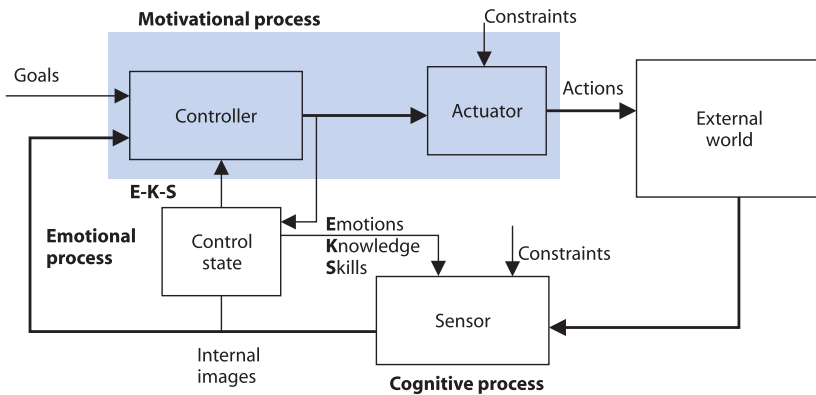 Motivational process
Constraints
Goals
Controller
Actuator
Actions
External
world
E-K-S
Emotional
process
Control
state
Emotions
Knowledge
Skills
Constraints
Sensor
Internal
images
Cognitive process